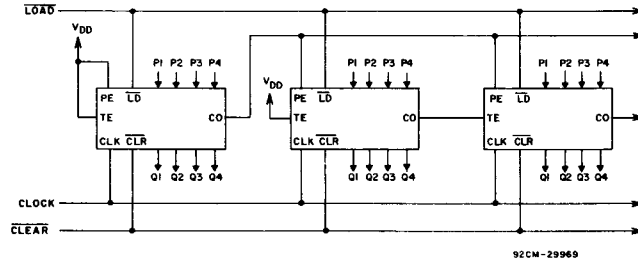 LOAD
VDD
P1 P2 P3 P4
PE LD
TE
CO
CLK CLR
Q1 Q2 Q3 Q4
VDD
P1 P2 P3 P4
PE LD
TE
CO
CLK CLR
Q1 Q2 Q3 Q4
P1 P2 P3 P4
PE LD
TE
CO
CLK CLR
Q1 Q2 Q3 Q4
CLOCK
CLEAR
92CM-29969